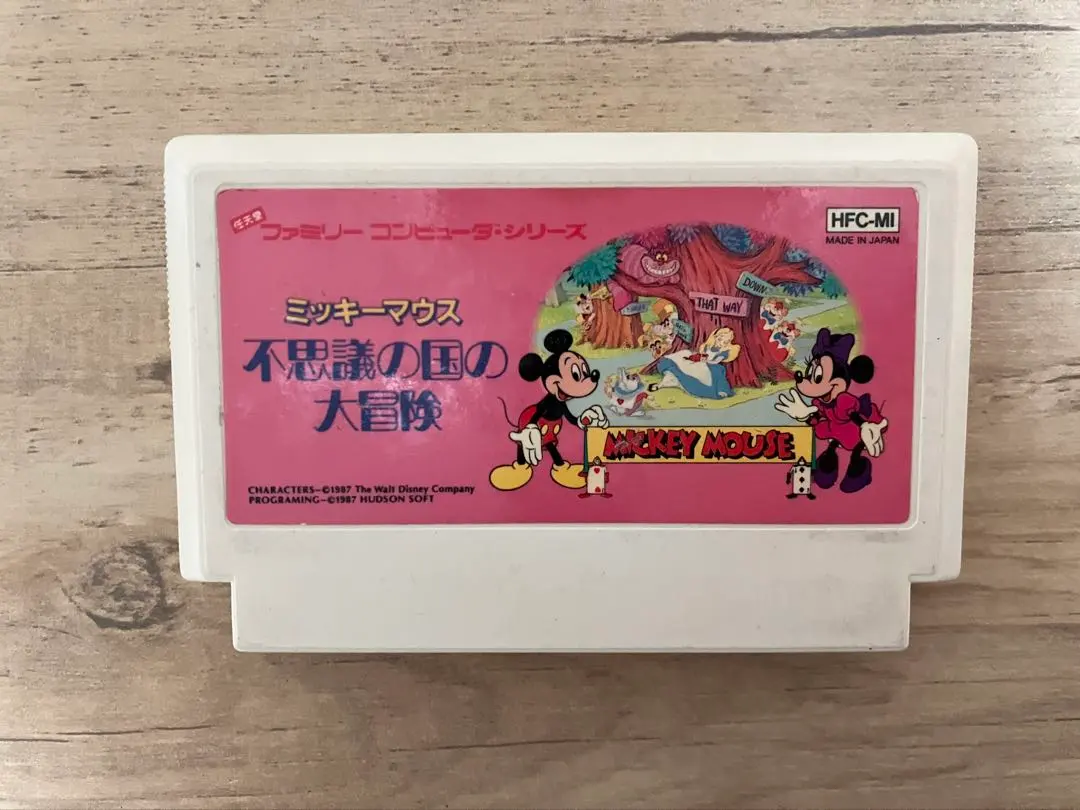 任天堂
ファミリー コンピュータ・シリーズ
HFC-MI
MADE IN JAPAN
ミッキーマウス
不思議の国の
大冒険
DOWN
THAT WAY
MICKEY MOUSE
CHARACTERS–©1987 The Walt Disney Company
PROGRAMING–©1987 HUDSON SOFT